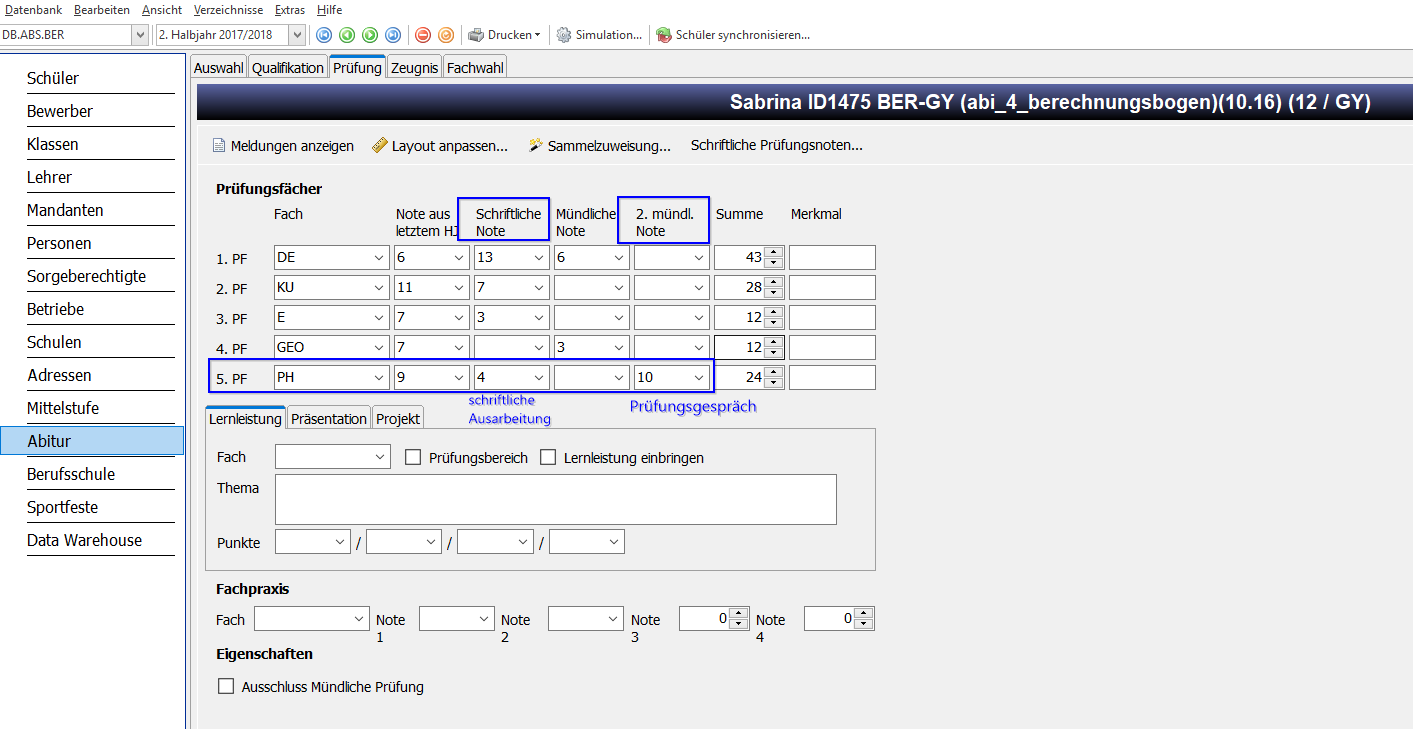 Datenbank Bearbeiten Ansicht Verzeichnisse Extras Hilfe
DB.ABS.BER 2. Halbjahr 2017/2018 Drucken Simulation... Schüler synchronisieren...
Schüler
Bewerber
Klassen
Lehrer
Mandanten
Personen
Sorgeberechtigte
Betriebe
Schulen
Adressen
Mittelstufe
Abitur
Berufsschule
Sportfeste
Data Warehouse
Auswahl Qualifikation Prüfung Zeugnis Fachwahl
Sabrina ID1475 BER-GY (abi_4_berechnungsbogen)(10.16) (12 / GY)
Meldungen anzeigen Layout anpassen... Sammelzuweisung... Schriftliche Prüfungsnoten...
Prüfungsfächer
Fach Note aus Schriftliche Mündliche 2. mündl. Summe Merkmal
letztem HJ Note Note Note
1. PF DE 6 13 6 43
2. PF KU 11 7 28
3. PF E 7 3 12
4. PF GEO 7 3 12
5. PF PH 9 4 10 24
schriftliche Prüfungsgespräch
Ausarbeitung
Lernleistung Präsentation Projekt
Fach Prüfungsbereich Lernleistung einbringen
Thema
Punkte / / /
Fachpraxis
Fach Note Note Note 0 Note 0
1 2 3 4
Eigenschaften
Ausschluss Mündliche Prüfung